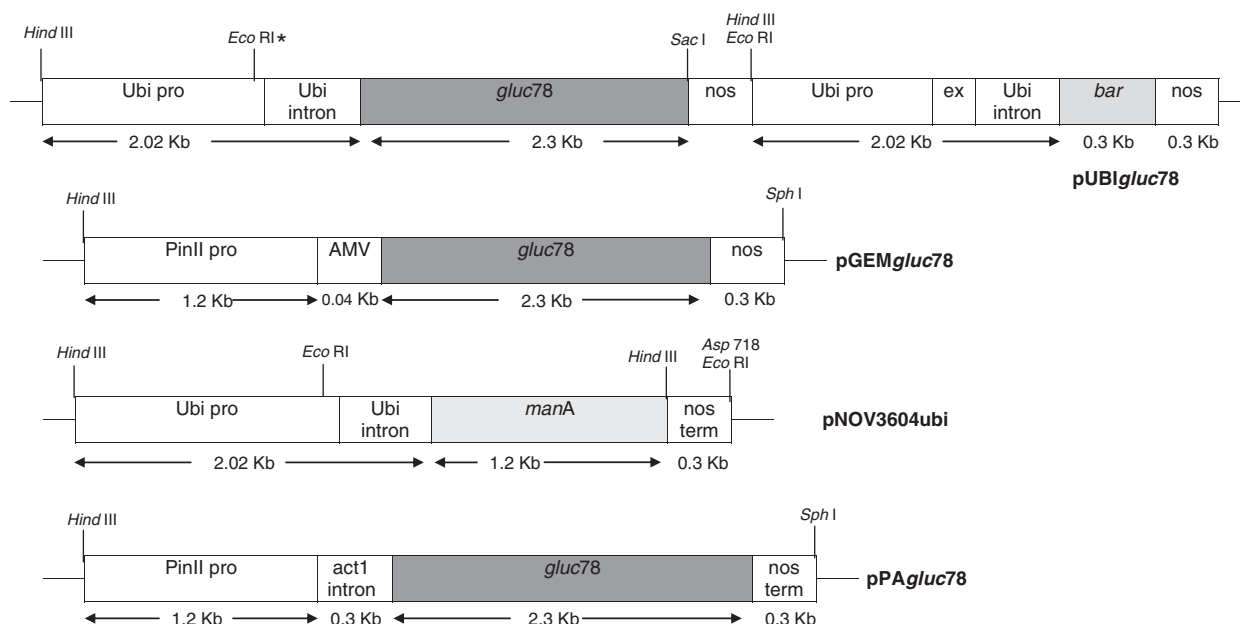 Hind III
Eco RI*
Sac I
Hind III
Eco RI
Ubi pro
Ubi
intron
gluc78
nos
Ubi pro
ex
Ubi
intron
bar
nos
2.02 Kb
2.3 Kb
2.02 Kb
0.3 Kb
0.3 Kb
pUBIgluc78
Hind III
Sph I
PinII pro
AMV
gluc78
nos
pGEMgluc78
1.2 Kb
0.04 Kb
2.3 Kb
0.3 Kb
Hind III
Eco RI
Hind III
Asp 718
Eco RI
Ubi pro
Ubi
intron
manA
nos
term
pNOV3604ubi
2.02 Kb
1.2 Kb
0.3 Kb
Hind III
Sph I
PinII pro
act1
intron
gluc78
nos
term
pPAgluc78
1.2 Kb
0.3 Kb
2.3 Kb
0.3 Kb